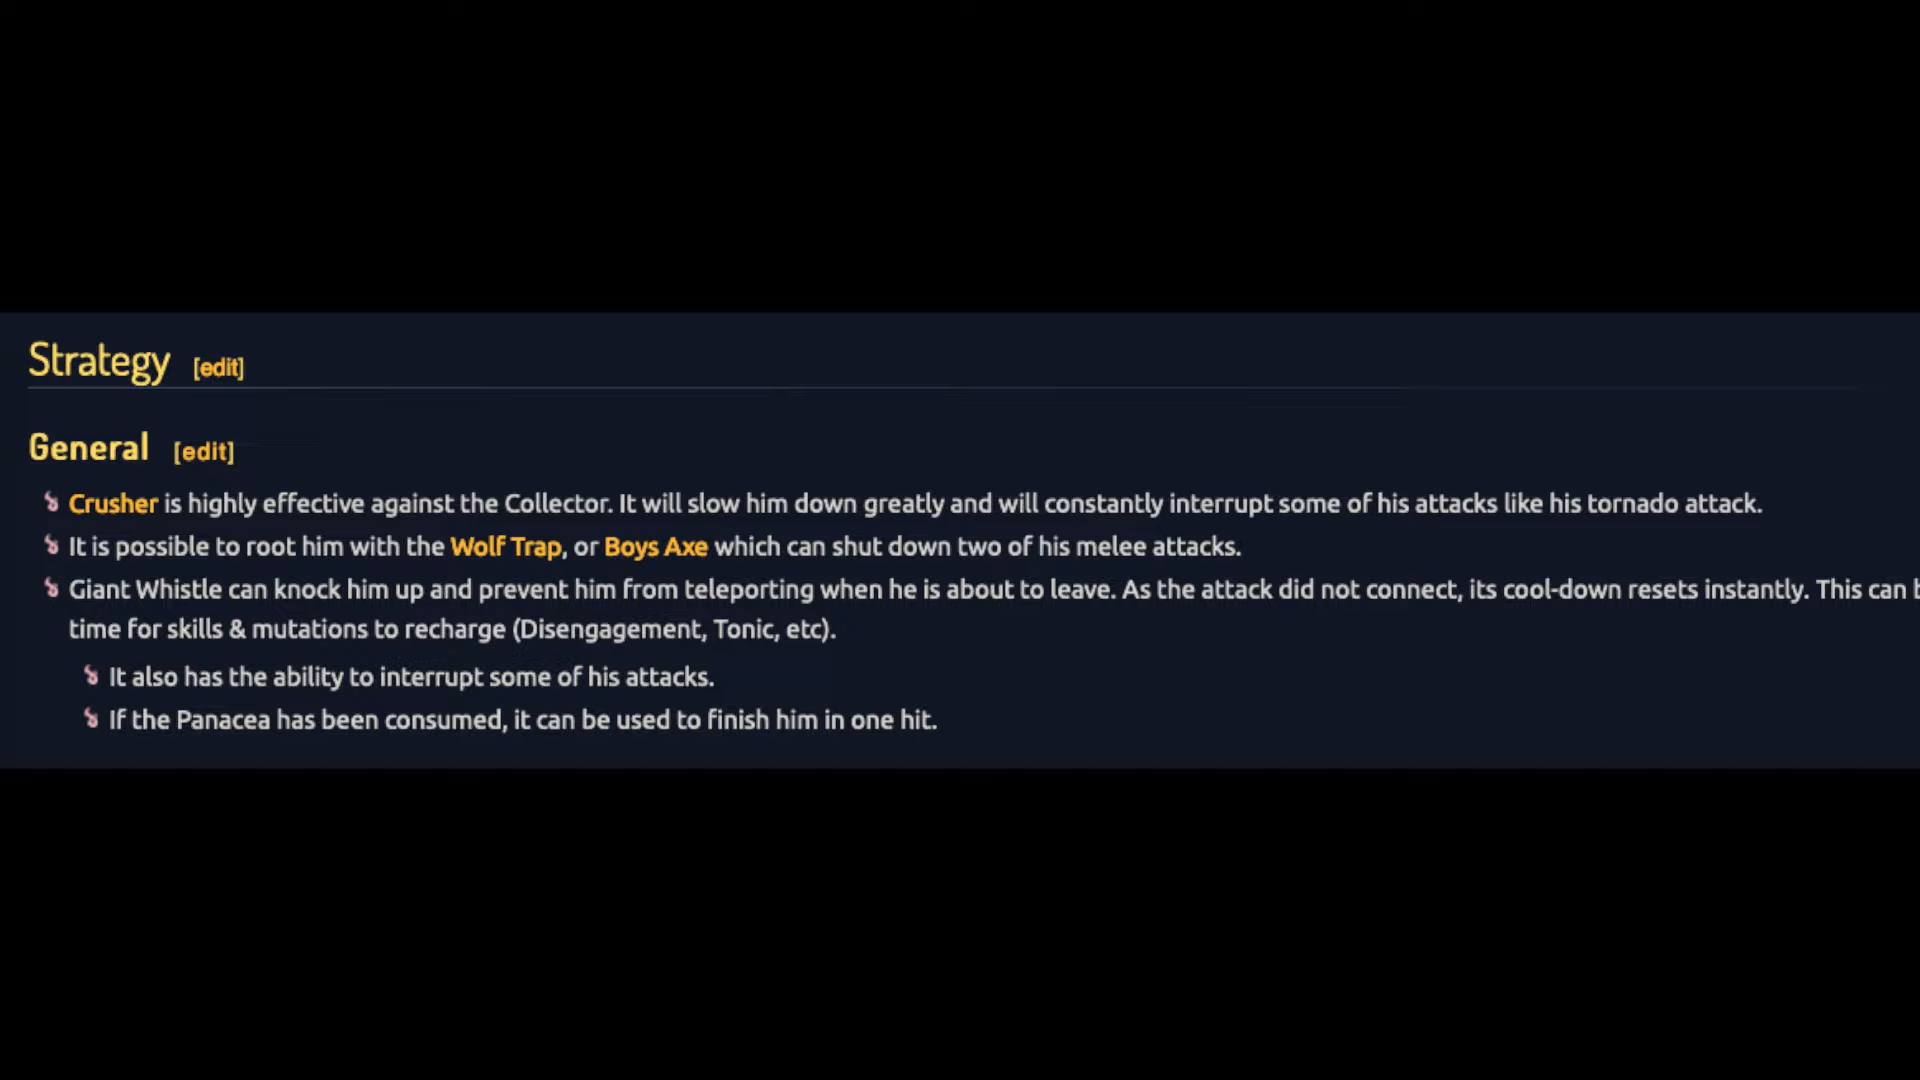 Strategy [edit]
General [edit]
Crusher is highly effective against the Collector. It will slow him down greatly and will constantly interrupt some of his attacks like his tornado attack.
It is possible to root him with the Wolf Trap, or Boys Axe which can shut down two of his melee attacks.
Giant Whistle can knock him up and prevent him from teleporting when he is about to leave. As the attack did not connect, its cool-down resets instantly. This can
time for skills & mutations to recharge (Disengagement, Tonic, etc).
It also has the ability to interrupt some of his attacks.
If the Panacea has been consumed, it can be used to finish him in one hit.